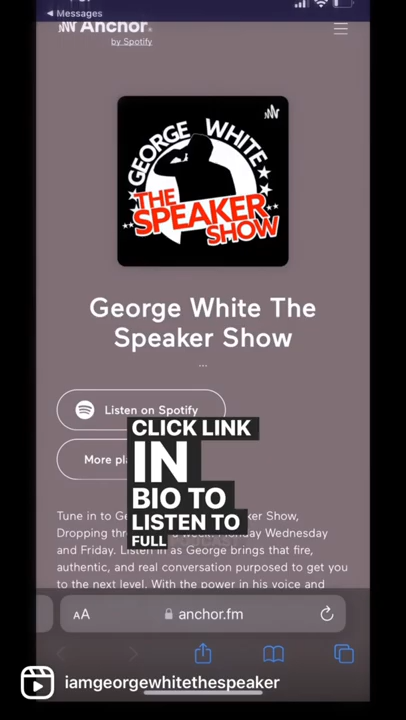 Messages
Anchor
by Spotify
GEORGE WHITE
THE
SPEAKER
SHOW
George White The
Speaker Show
...
Listen on Spotify
More
CLICK LINK
IN
BIO TO
LISTEN TO
FULL
Tune in to ker Show,
Dropping week! Monday Wednesday
and Friday. Listen in as George brings that fire,
authentic, and real conversation purposed to get you
to the next level. With the power in his voice and
AA
anchor.fm
iamgeorgewhitethespeaker